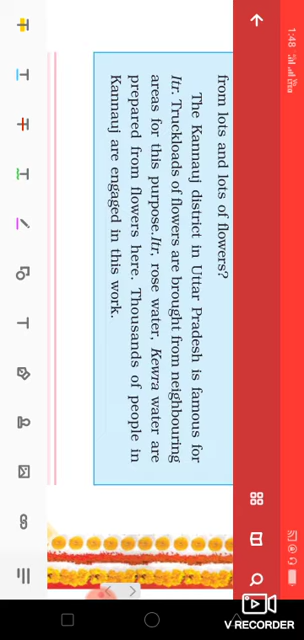 1:48
from lots and lots of flowers?
The Kannauj district in Uttar Pradesh is famous for
Itr. Truckloads of flowers are brought from neighbouring
areas for this purpose.Itr, rose water, Kewra water are
prepared from flowers here. Thousands of people in
Kannauj are engaged in this work.
T
T
T
T
T
V RECORDER